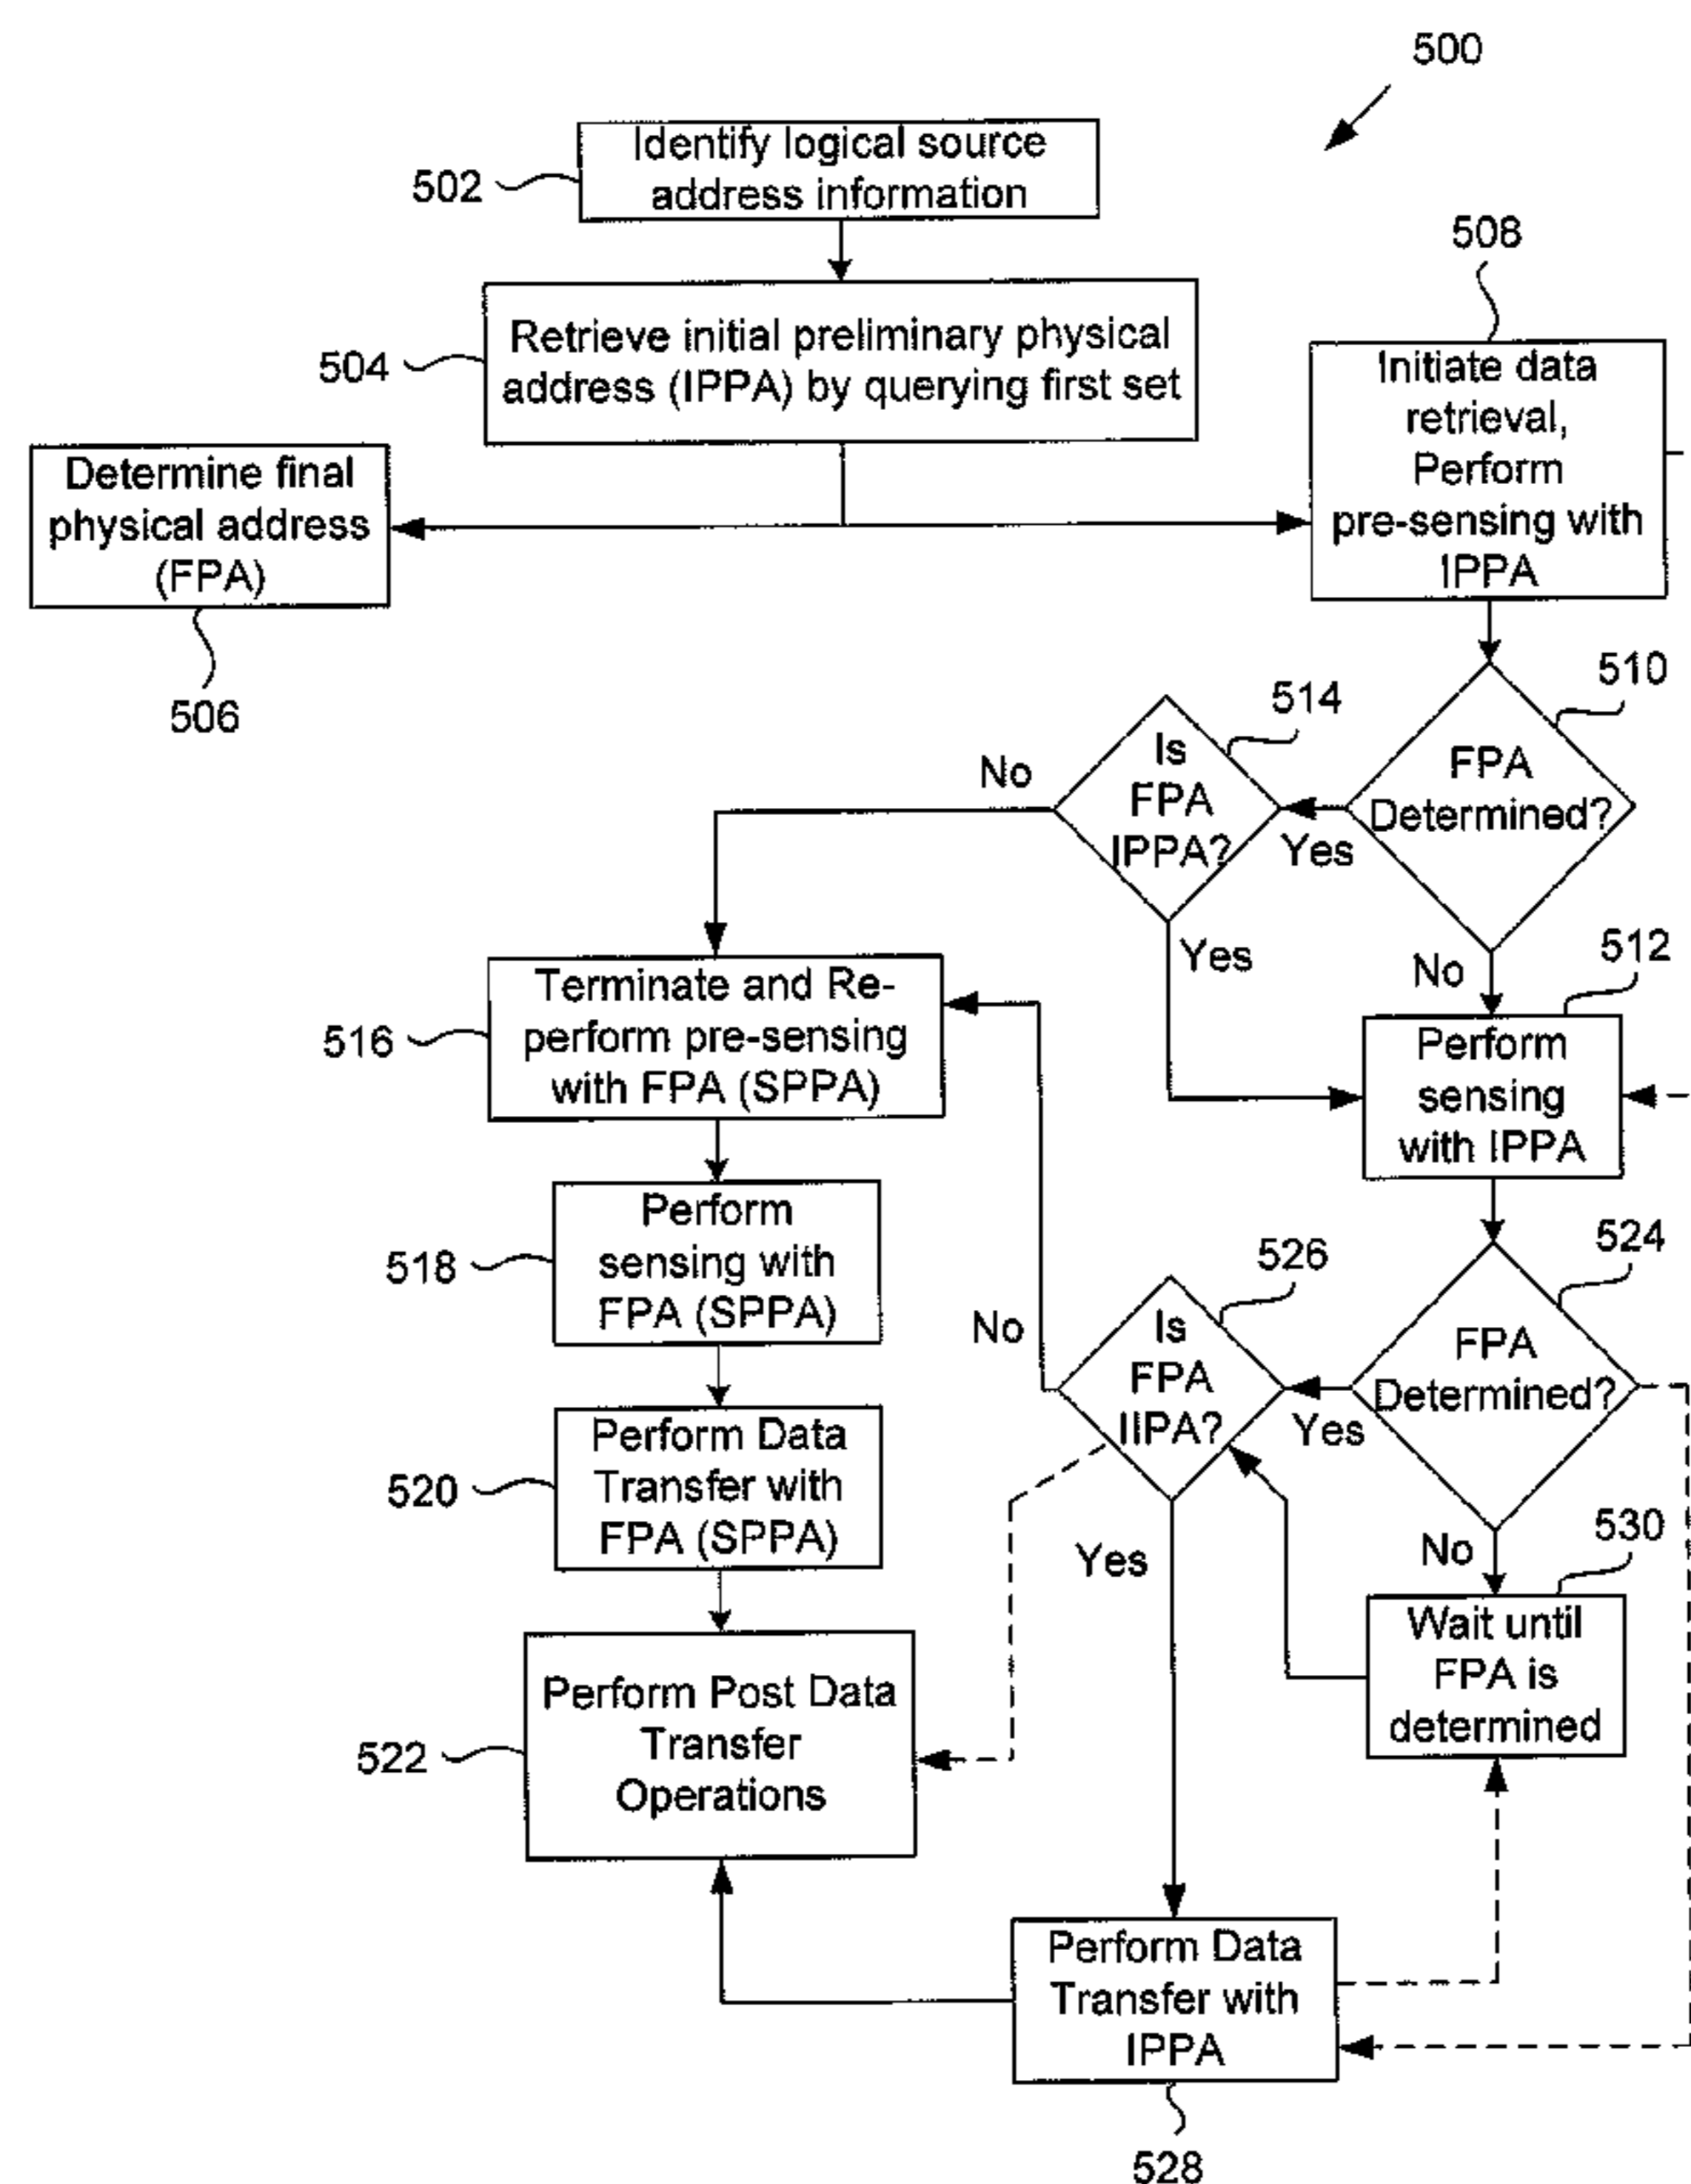 500
Identify logical source
address information
502
508
Retrieve initial preliminary physical
address (IPPA) by querying first set
504
Initiate data
retrieval,
Perform
pre-sensing with
IPPA
Determine final
physical address
(FPA)
506
510
514
FPA
Determined?
Is
FPA
IPPA?
No
Yes
Yes
No
512
Terminate and Re-
perform pre-sensing
with FPA (SPPA)
516
Perform
sensing
with IPPA
Perform
sensing with
FPA (SPPA)
518
524
526
FPA
Determined?
Is
FPA
IIPA?
No
Yes
Perform Data
Transfer with
FPA (SPPA)
520
Yes
No
530
Wait until
FPA is
determined
Perform Post Data
Transfer
Operations
522
Perform Data
Transfer with
IPPA
528